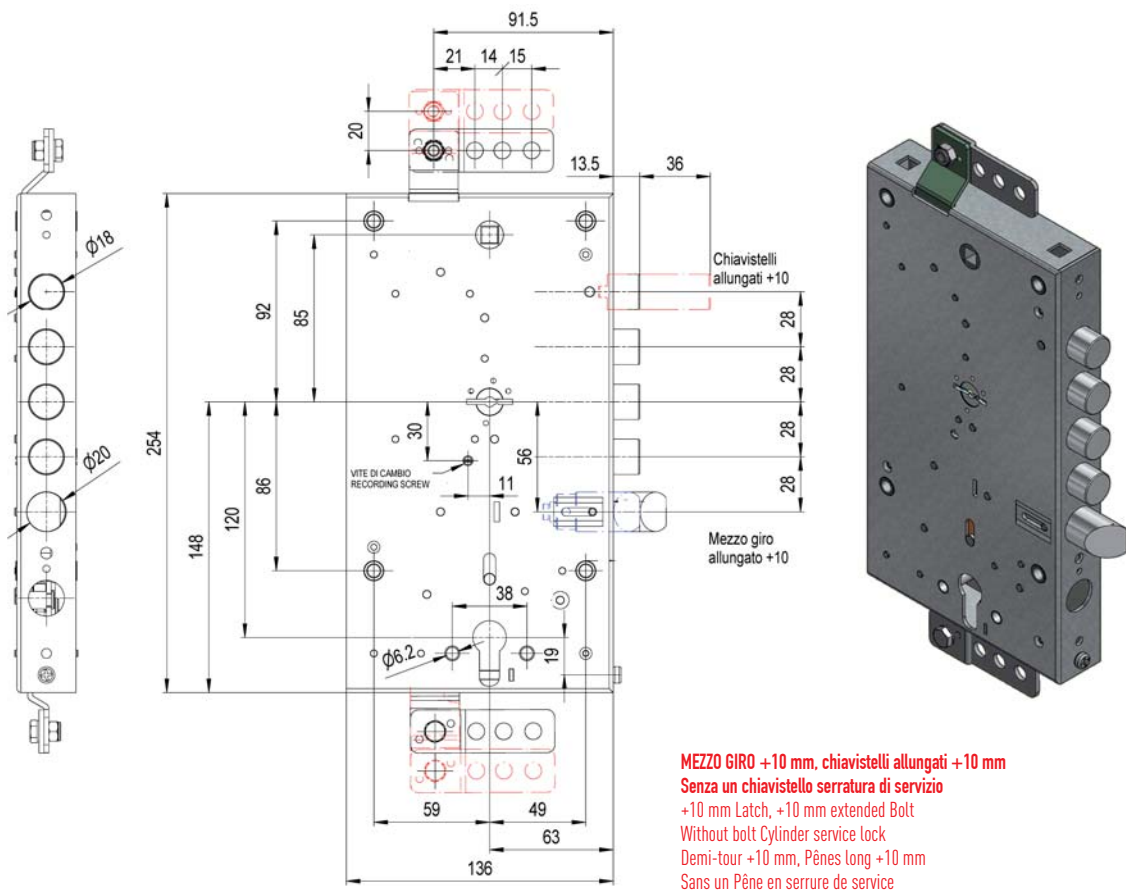 91.5
21 14 15
20
13.5 36
Ø18
Chiavistelli
allungati +10
92
85
28
28
254
30
56
28
VITE DI CAMBIO
RECORDING SCREW
86
11
28
Ø20
120
148
Mezzo giro
allungato +10
38
Ø6.2
19
59 49
63
136
MEZZO GIRO +10 mm, chiavistelli allungati +10 mm
Senza un chiavistello serratura di servizio
+10 mm Latch, +10 mm extended Bolt
Without bolt Cylinder service lock
Demi-tour +10 mm, Pênes long +10 mm
Sans un Pêne en serrure de service